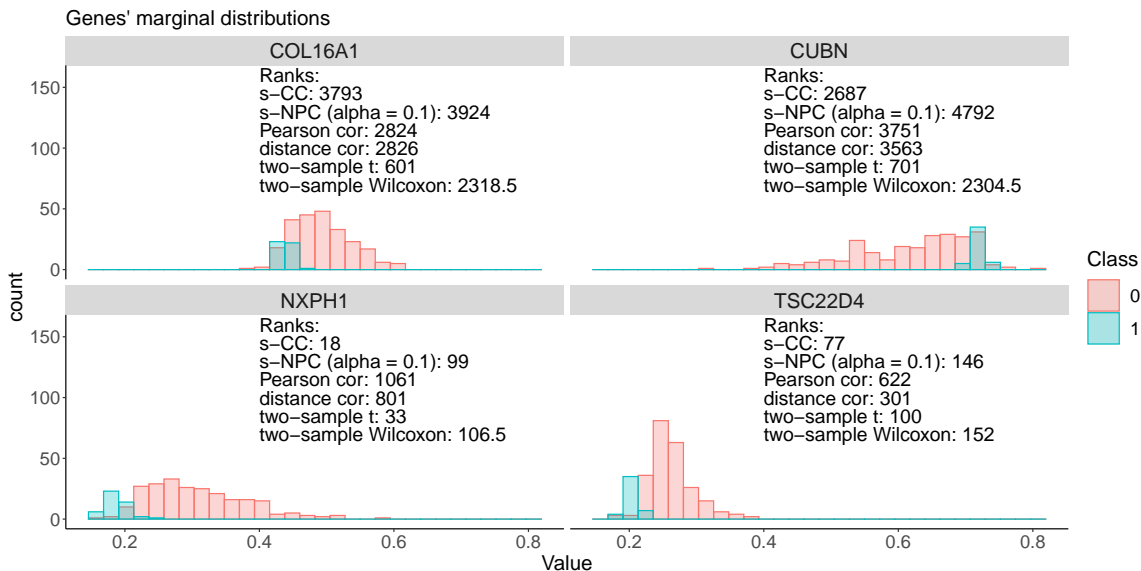 Genes' marginal distributions
COL16A1
Ranks:
s−CC: 3793
s−NPC (alpha = 0.1): 3924
Pearson cor: 2824
distance cor: 2826
two−sample t: 601
two−sample Wilcoxon: 2318.5
CUBN
Ranks:
s−CC: 2687
s−NPC (alpha = 0.1): 4792
Pearson cor: 3751
distance cor: 3563
two−sample t: 701
two−sample Wilcoxon: 2304.5
150
100
50
0
NXPH1
Ranks:
s−CC: 18
s−NPC (alpha = 0.1): 99
Pearson cor: 1061
distance cor: 801
two−sample t: 33
two−sample Wilcoxon: 106.5
TSC22D4
Ranks:
s−CC: 77
s−NPC (alpha = 0.1): 146
Pearson cor: 622
distance cor: 301
two−sample t: 100
two−sample Wilcoxon: 152
150
100
50
0
count
0.2 0.4 0.6 0.8
0.2 0.4 0.6 0.8
Value
Class
0
1